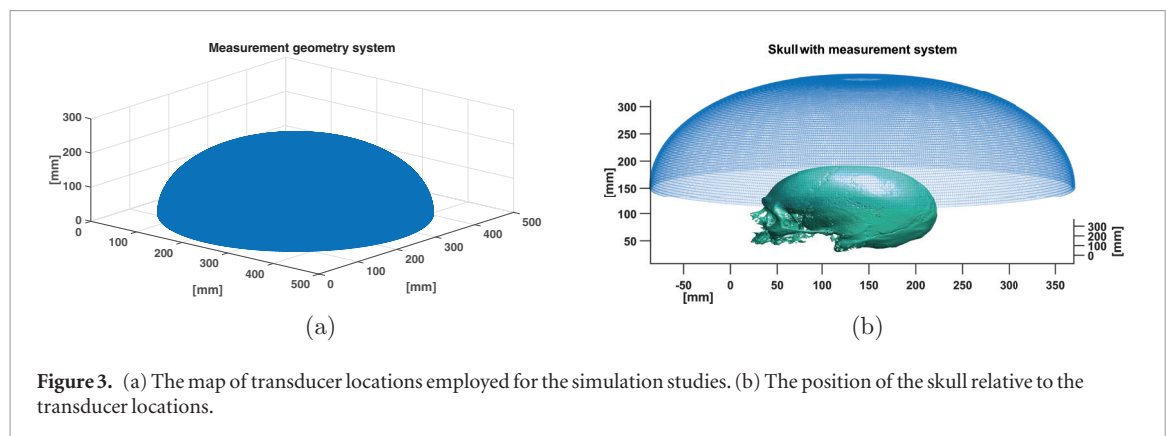 Measurement geometry system
300
200
100
0
[mm]
0
100
200
300
400
500
[mm]
0
100
200
300
400
500
[mm]
(a)
Skull with measurement system
300
250
200
150
100
50
[mm]
-50
0
50
100
150
200
250
300
350
[mm]
300
200
100
0
[mm]
(b)
Figure 3. (a) The map of transducer locations employed for the simulation studies. (b) The position of the skull relative to the
transducer locations.